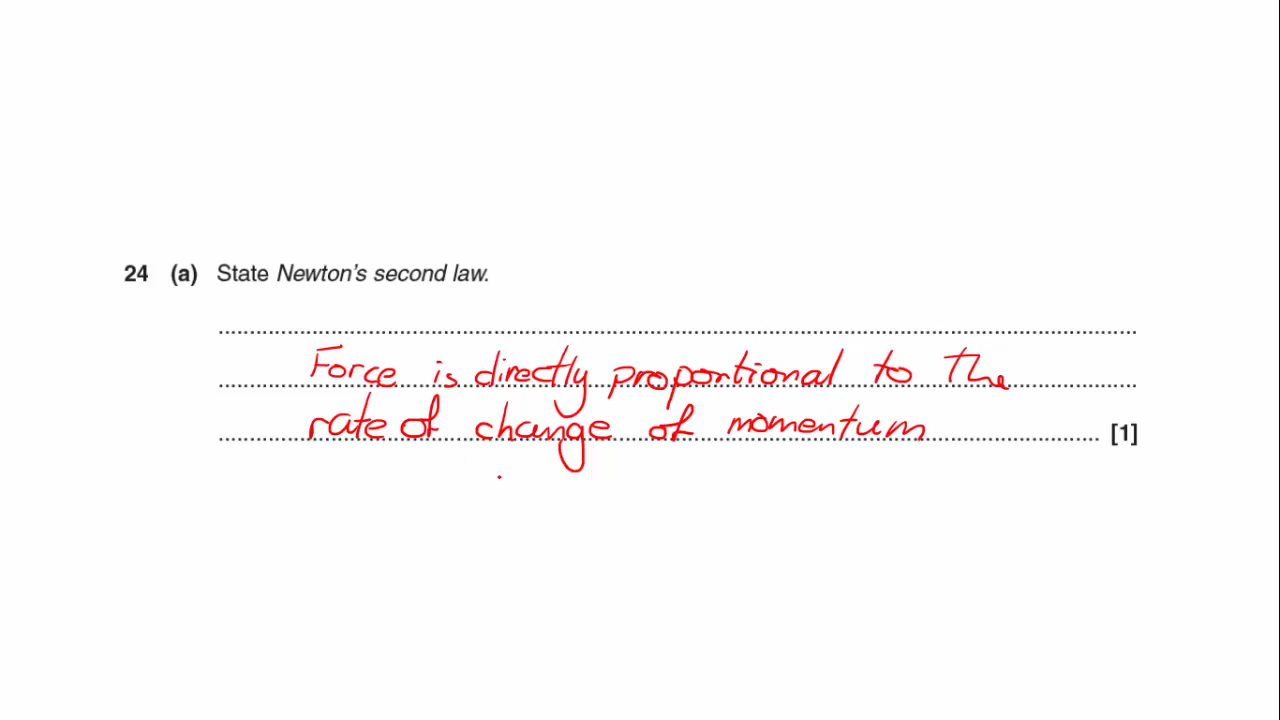 24 (a) State Newton's second law.
Force is directly proportional to the
rate of change of momentum
[1]